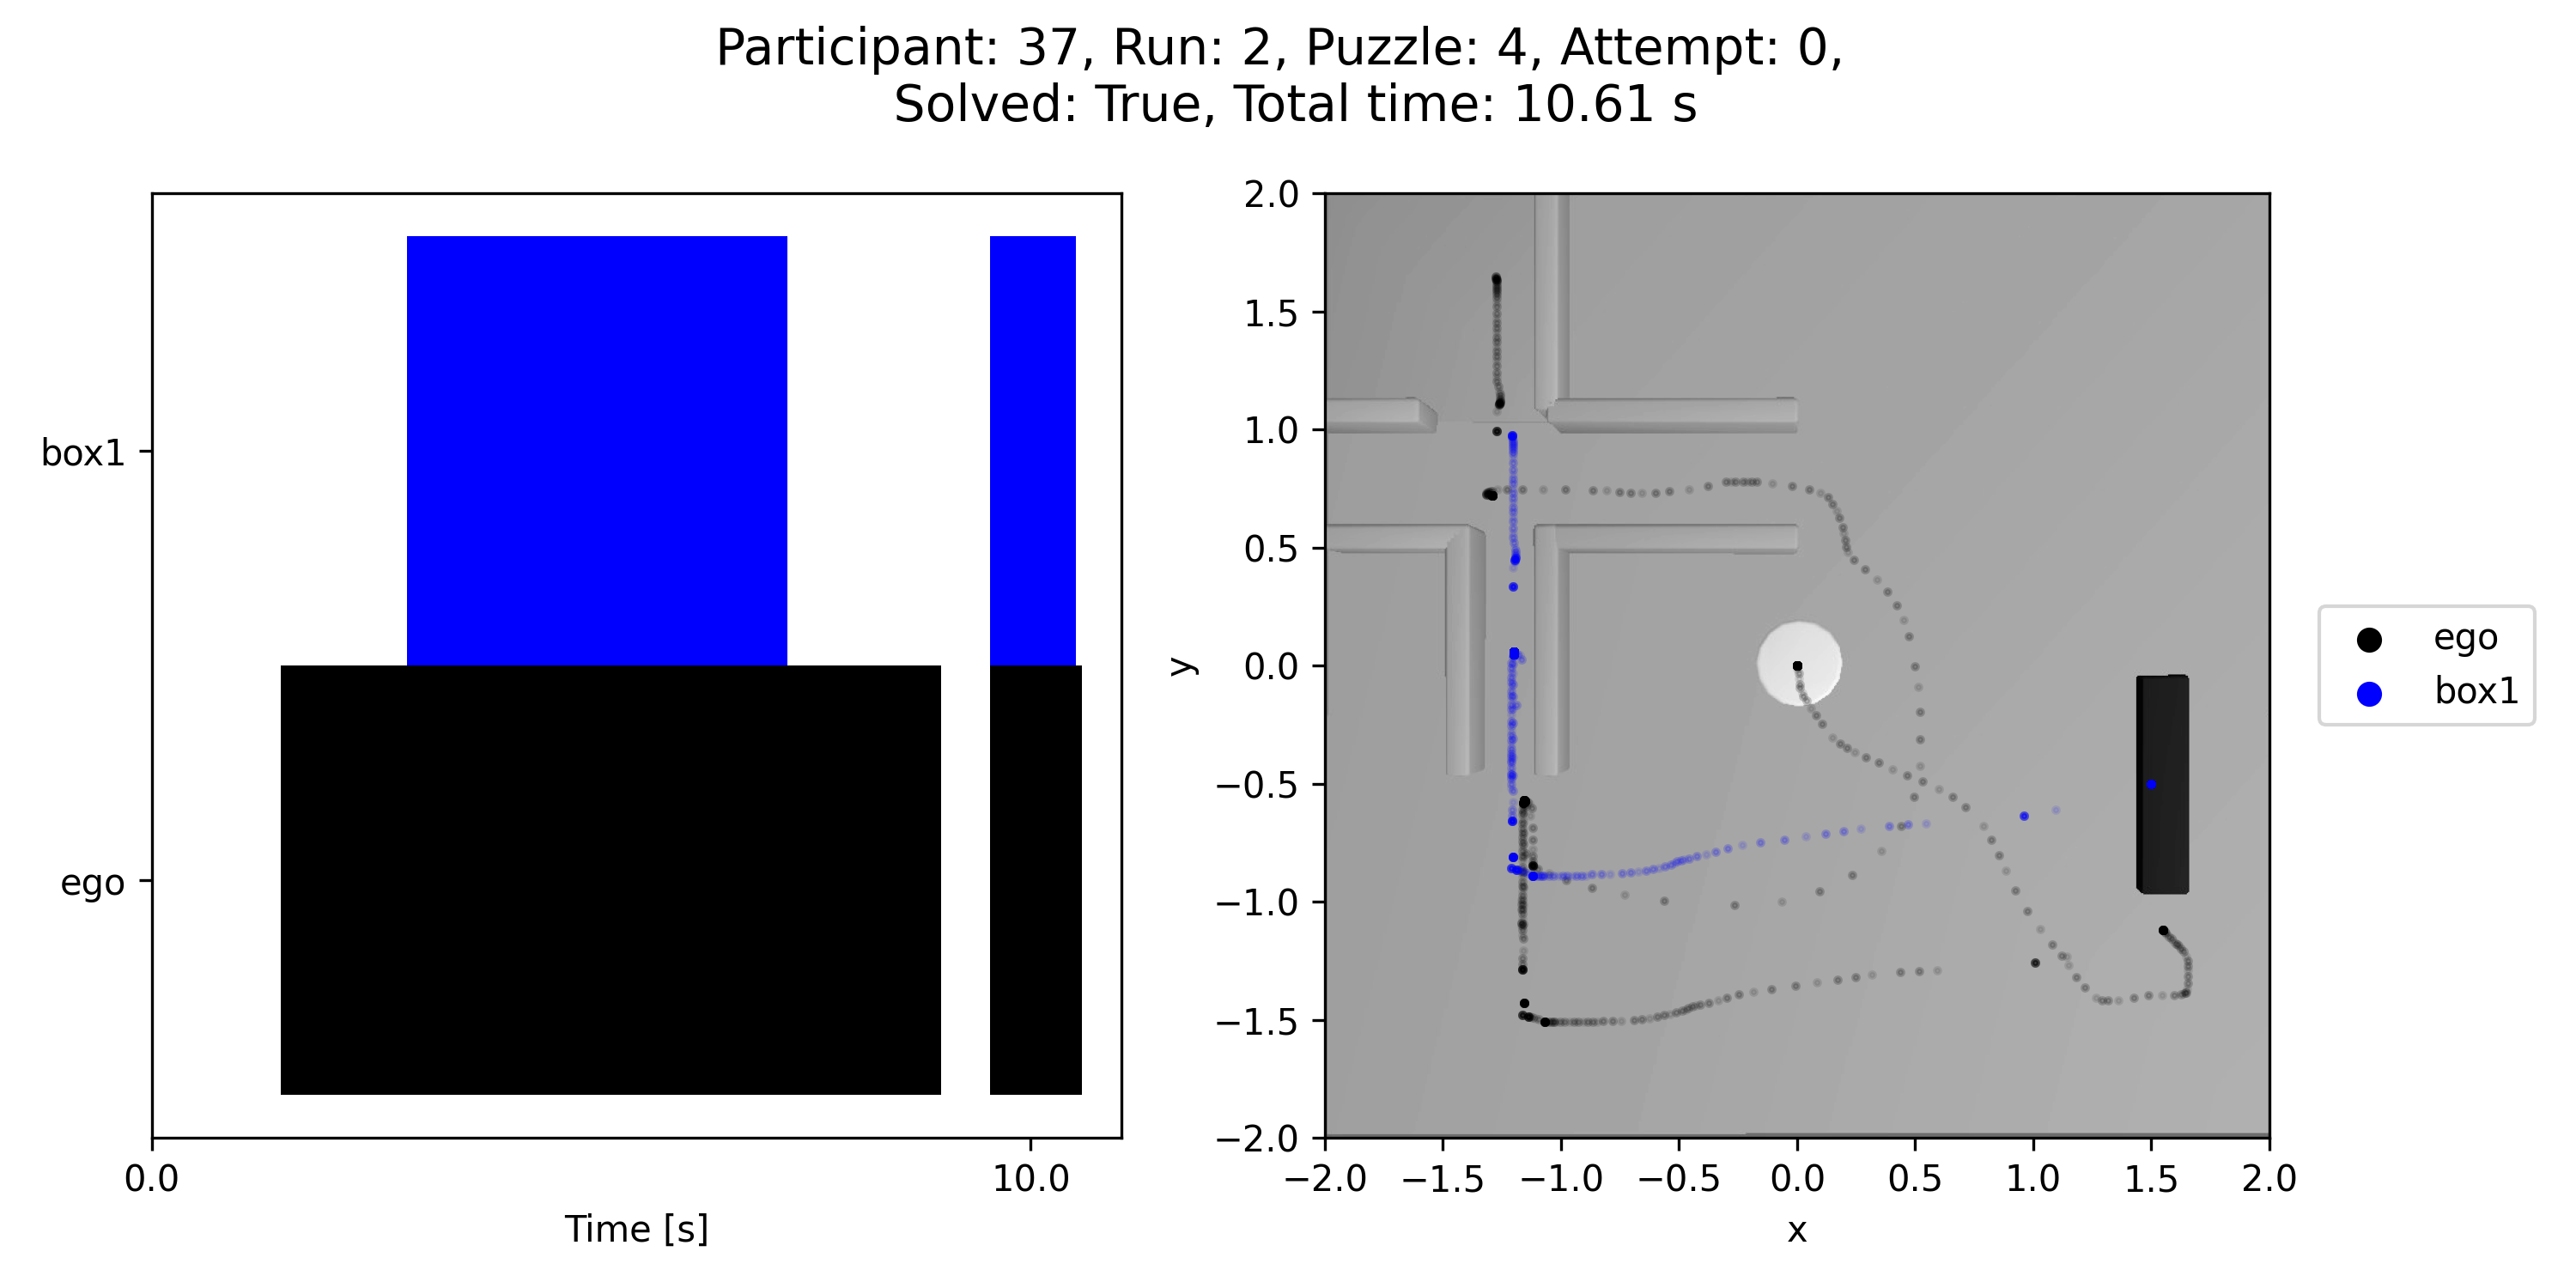 Participant: 37, Run: 2, Puzzle: 4, Attempt: 0,
Solved: True, Total time: 10.61 s
box1
ego
0.0
10.0
Time [s]
2.0
1.5
1.0
0.5
0.0
−0.5
−1.0
−1.5
−2.0
y
−2.0
−1.5
−1.0
−0.5
0.0
0.5
1.0
1.5
2.0
x
ego
box1